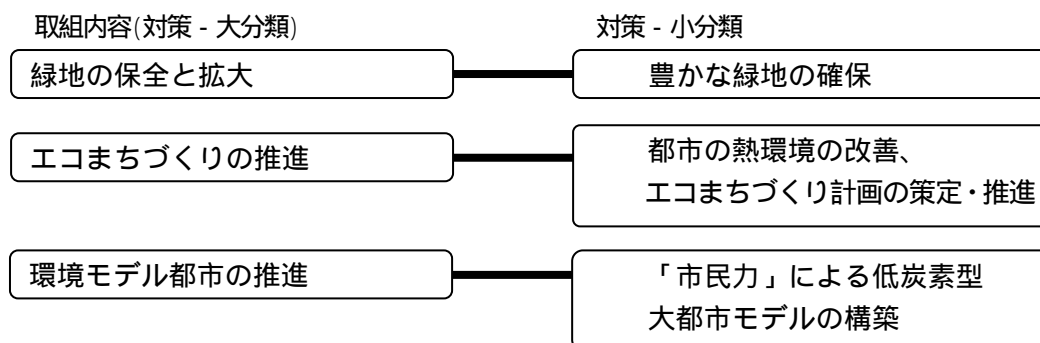 取組内容(対策 - 大分類)
対策 - 小分類
緑地の保全と拡大
豊かな緑地の確保
エコまちづくりの推進
都市の熱環境の改善、
エコまちづくり計画の策定・推進
環境モデル都市の推進
「市民力」による低炭素型
大都市モデルの構築